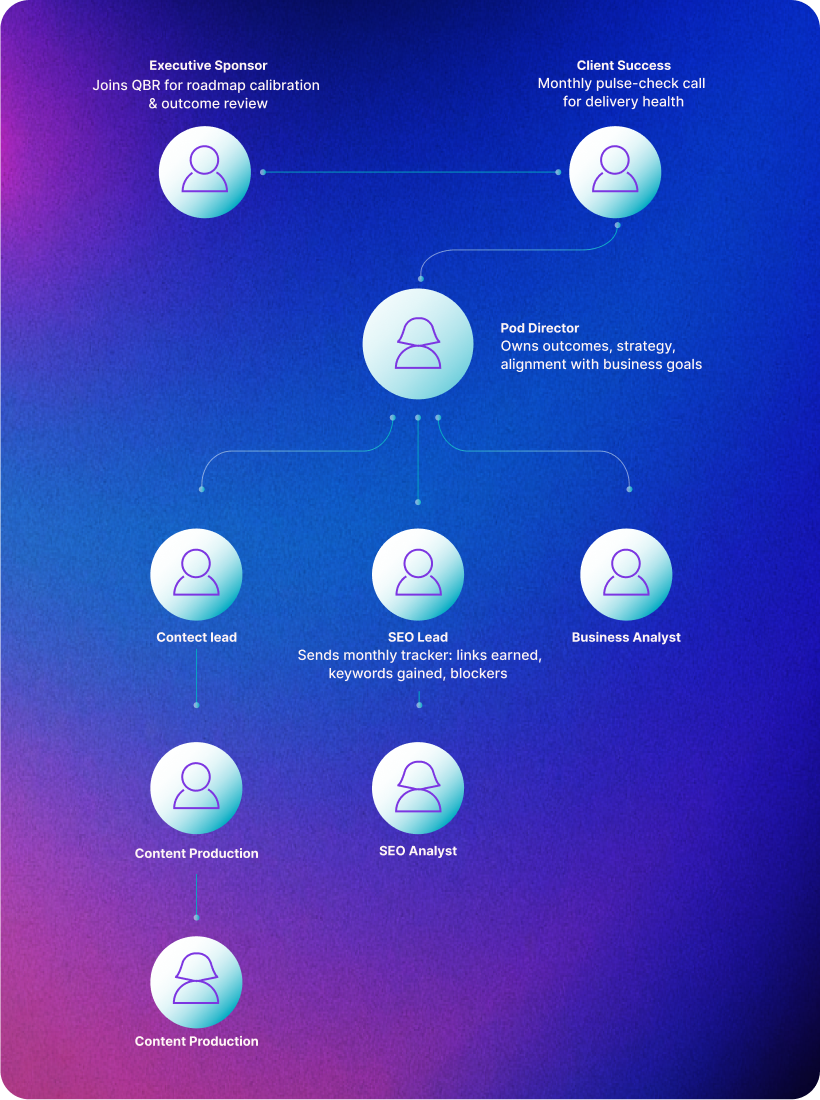 Executive Sponsor
Joins QBR for roadmap calibration
& outcome review
Client Success
Monthly pulse-check call
for delivery health
Pod Director
Owns outcomes, strategy,
alignment with business goals
Contect lead
SEO Lead
Sends monthly tracker: links earned,
keywords gained, blockers
Business Analyst
Content Production
SEO Analyst
Content Production